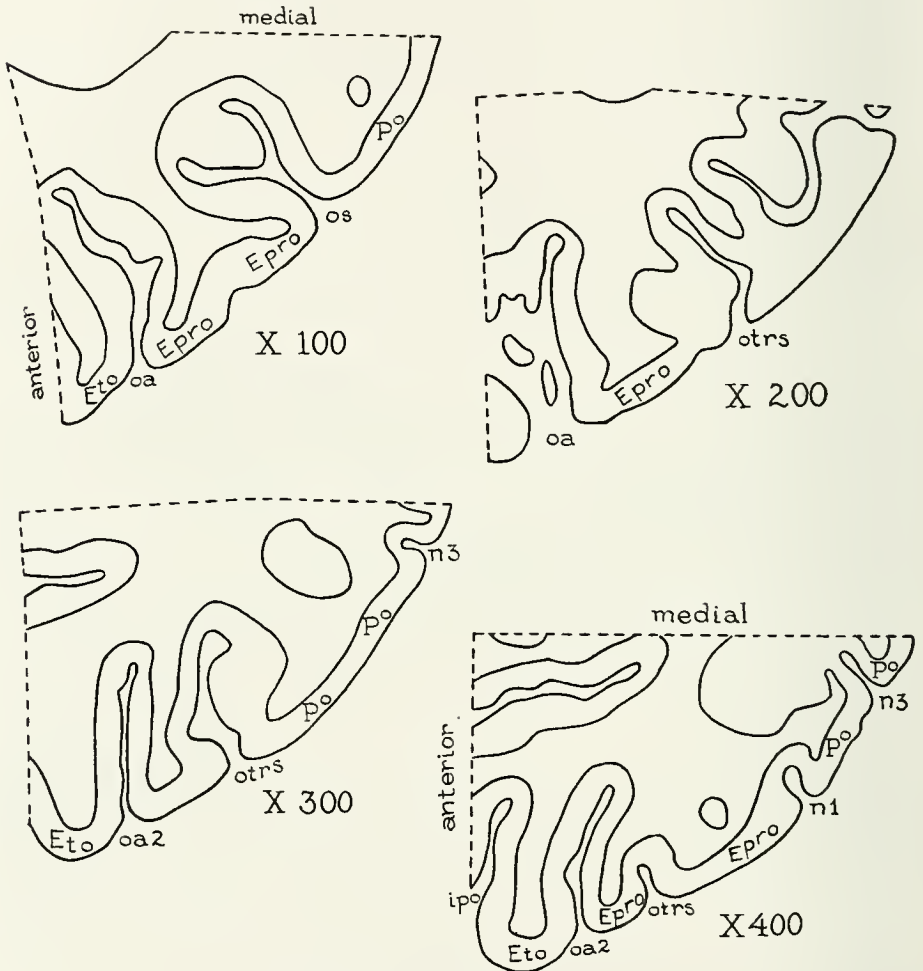 medial
Po
os
Epro
Epro
Eto oa
anterior
X 100
otrs
Epro
X 200
oa
n3
Po
Po
otrs
X 300
Eto oa2
medial
Po
n3
Po
anterior
n1
Epro
ipo
Epro otrs
X400
Eto oa2